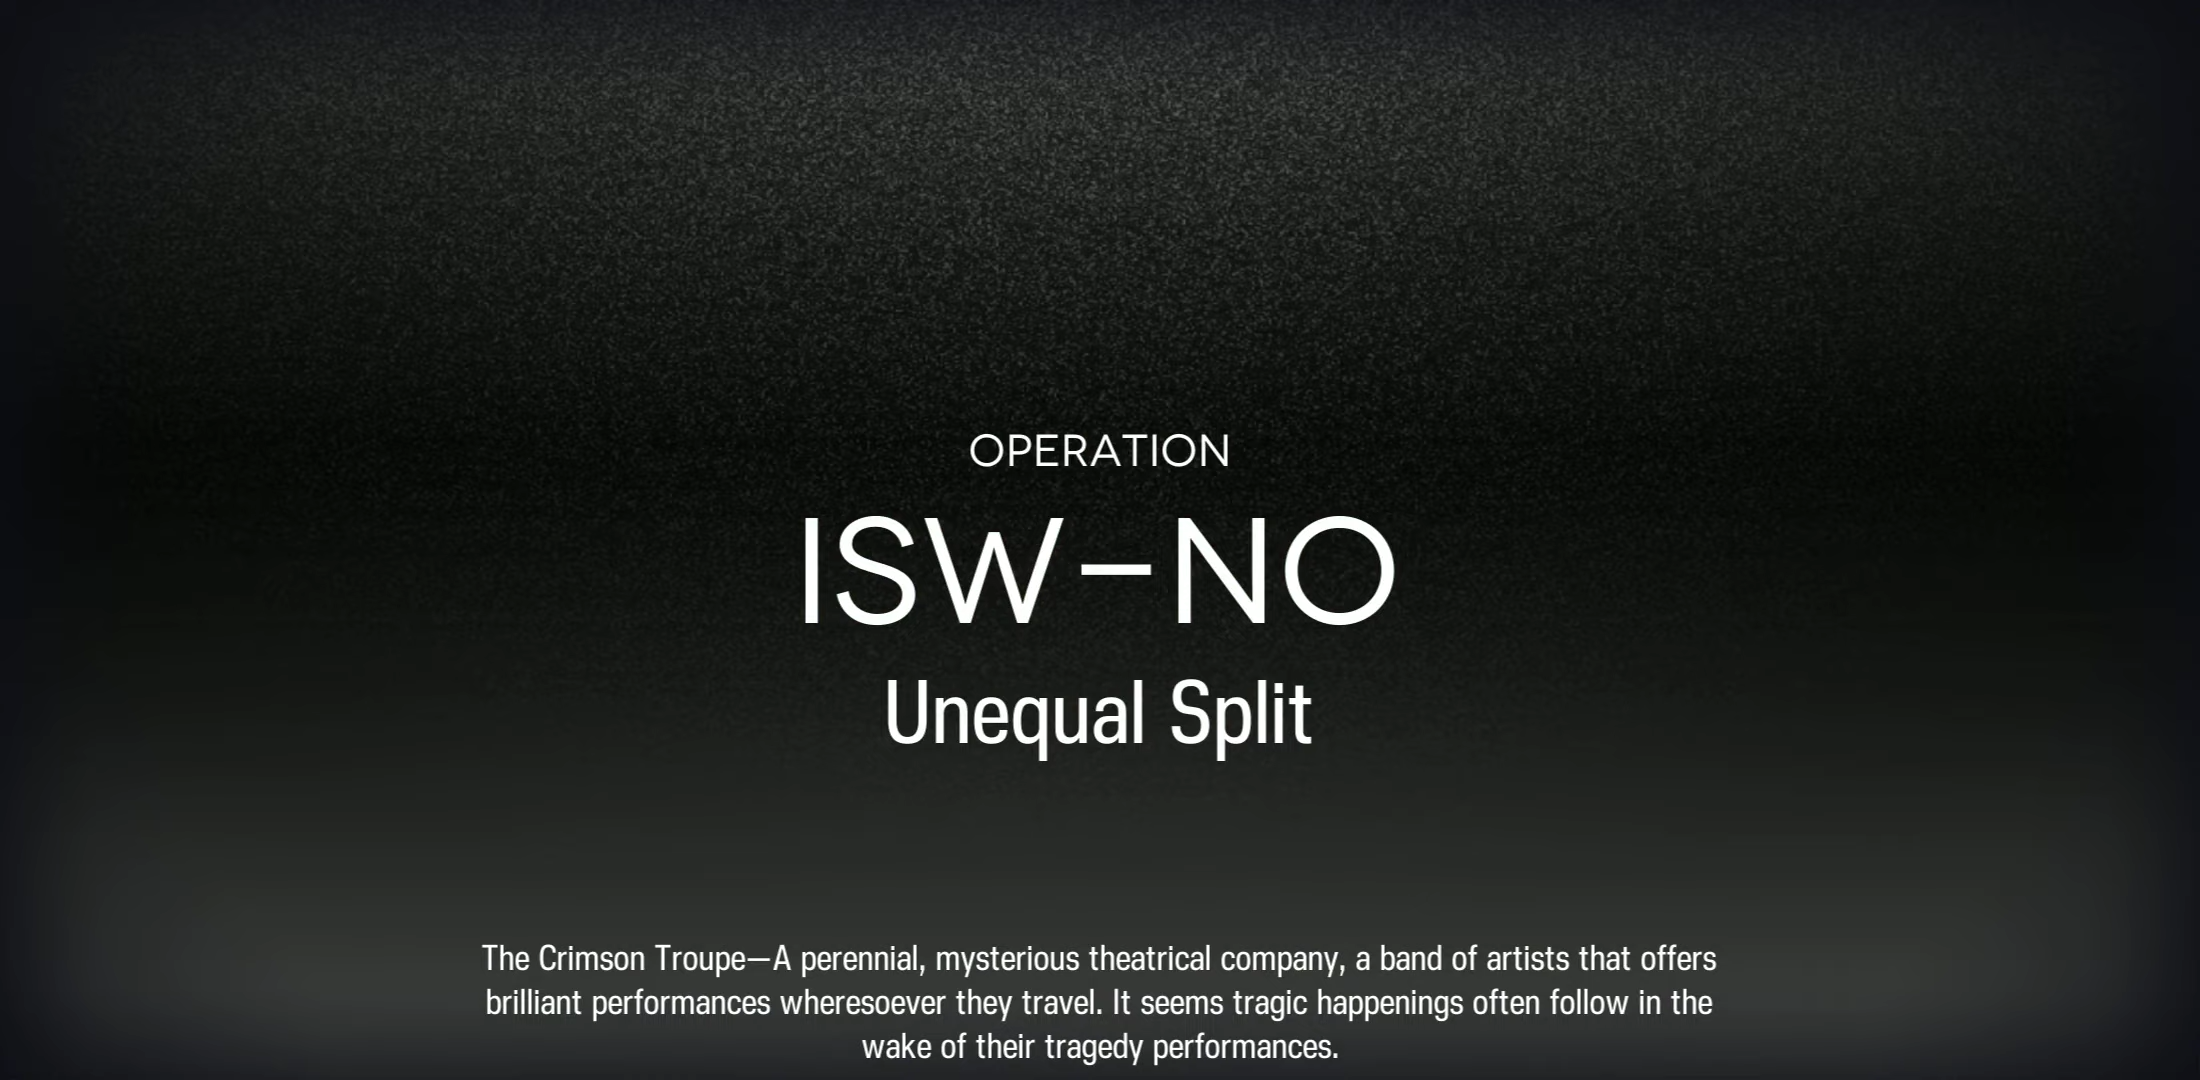 OPERATION
ISW-NO
Unequal Split
The Crimson Troupe—A perennial, mysterious theatrical company, a band of artists that offers
brilliant performances wheresoever they travel. It seems tragic happenings often follow in the
wake of their tragedy performances.